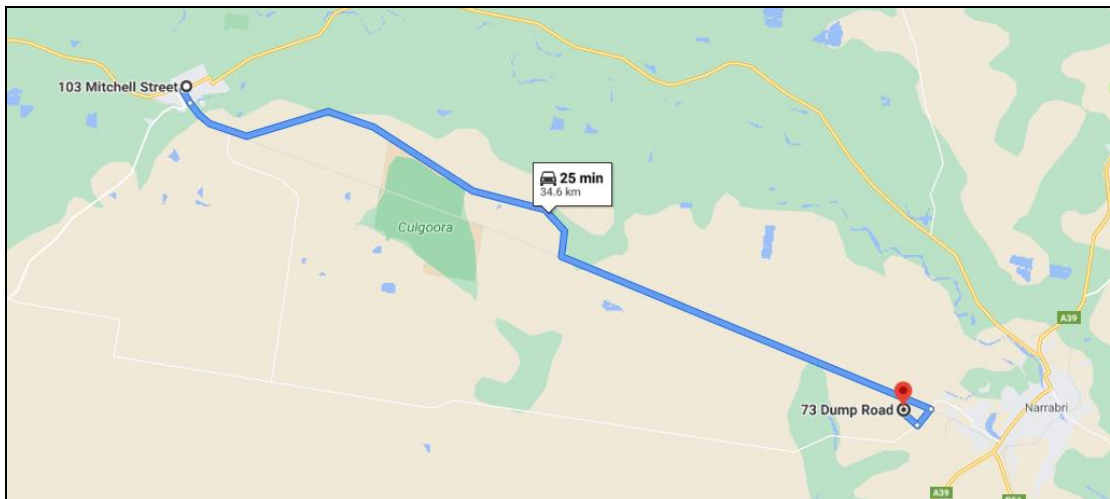 103 Mitchell Street
25 min
34.6 km
Culgoora
A39
73 Dump Road
Narrabri
A39